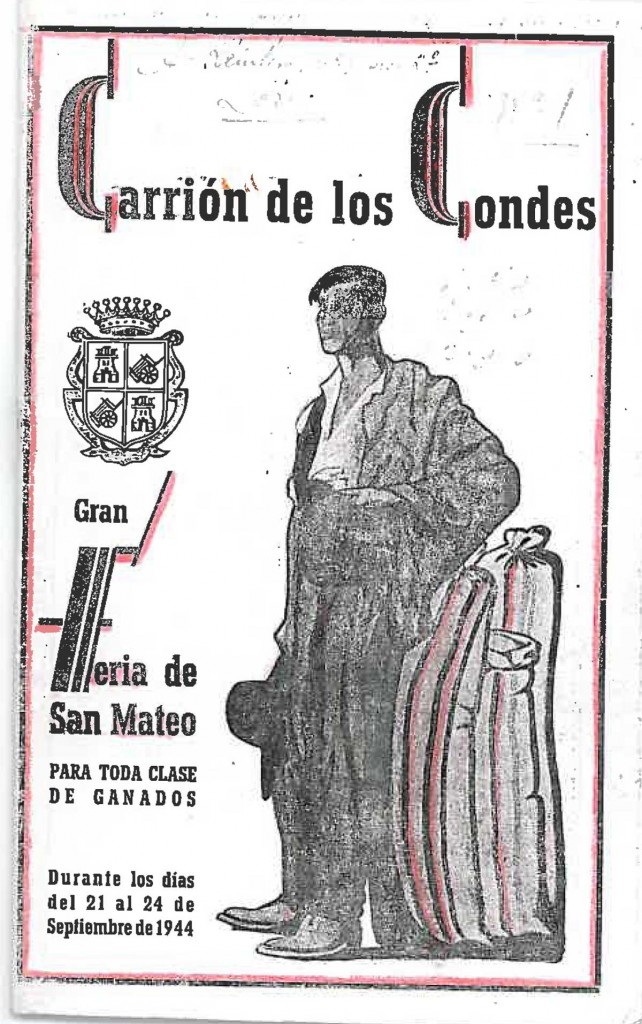 Carrión de los Condes
Gran
Feria de
San Mateo
PARA TODA CLASE
DE GANADOS
Durante los días
del 21 al 24 de
Septiembre de 1944